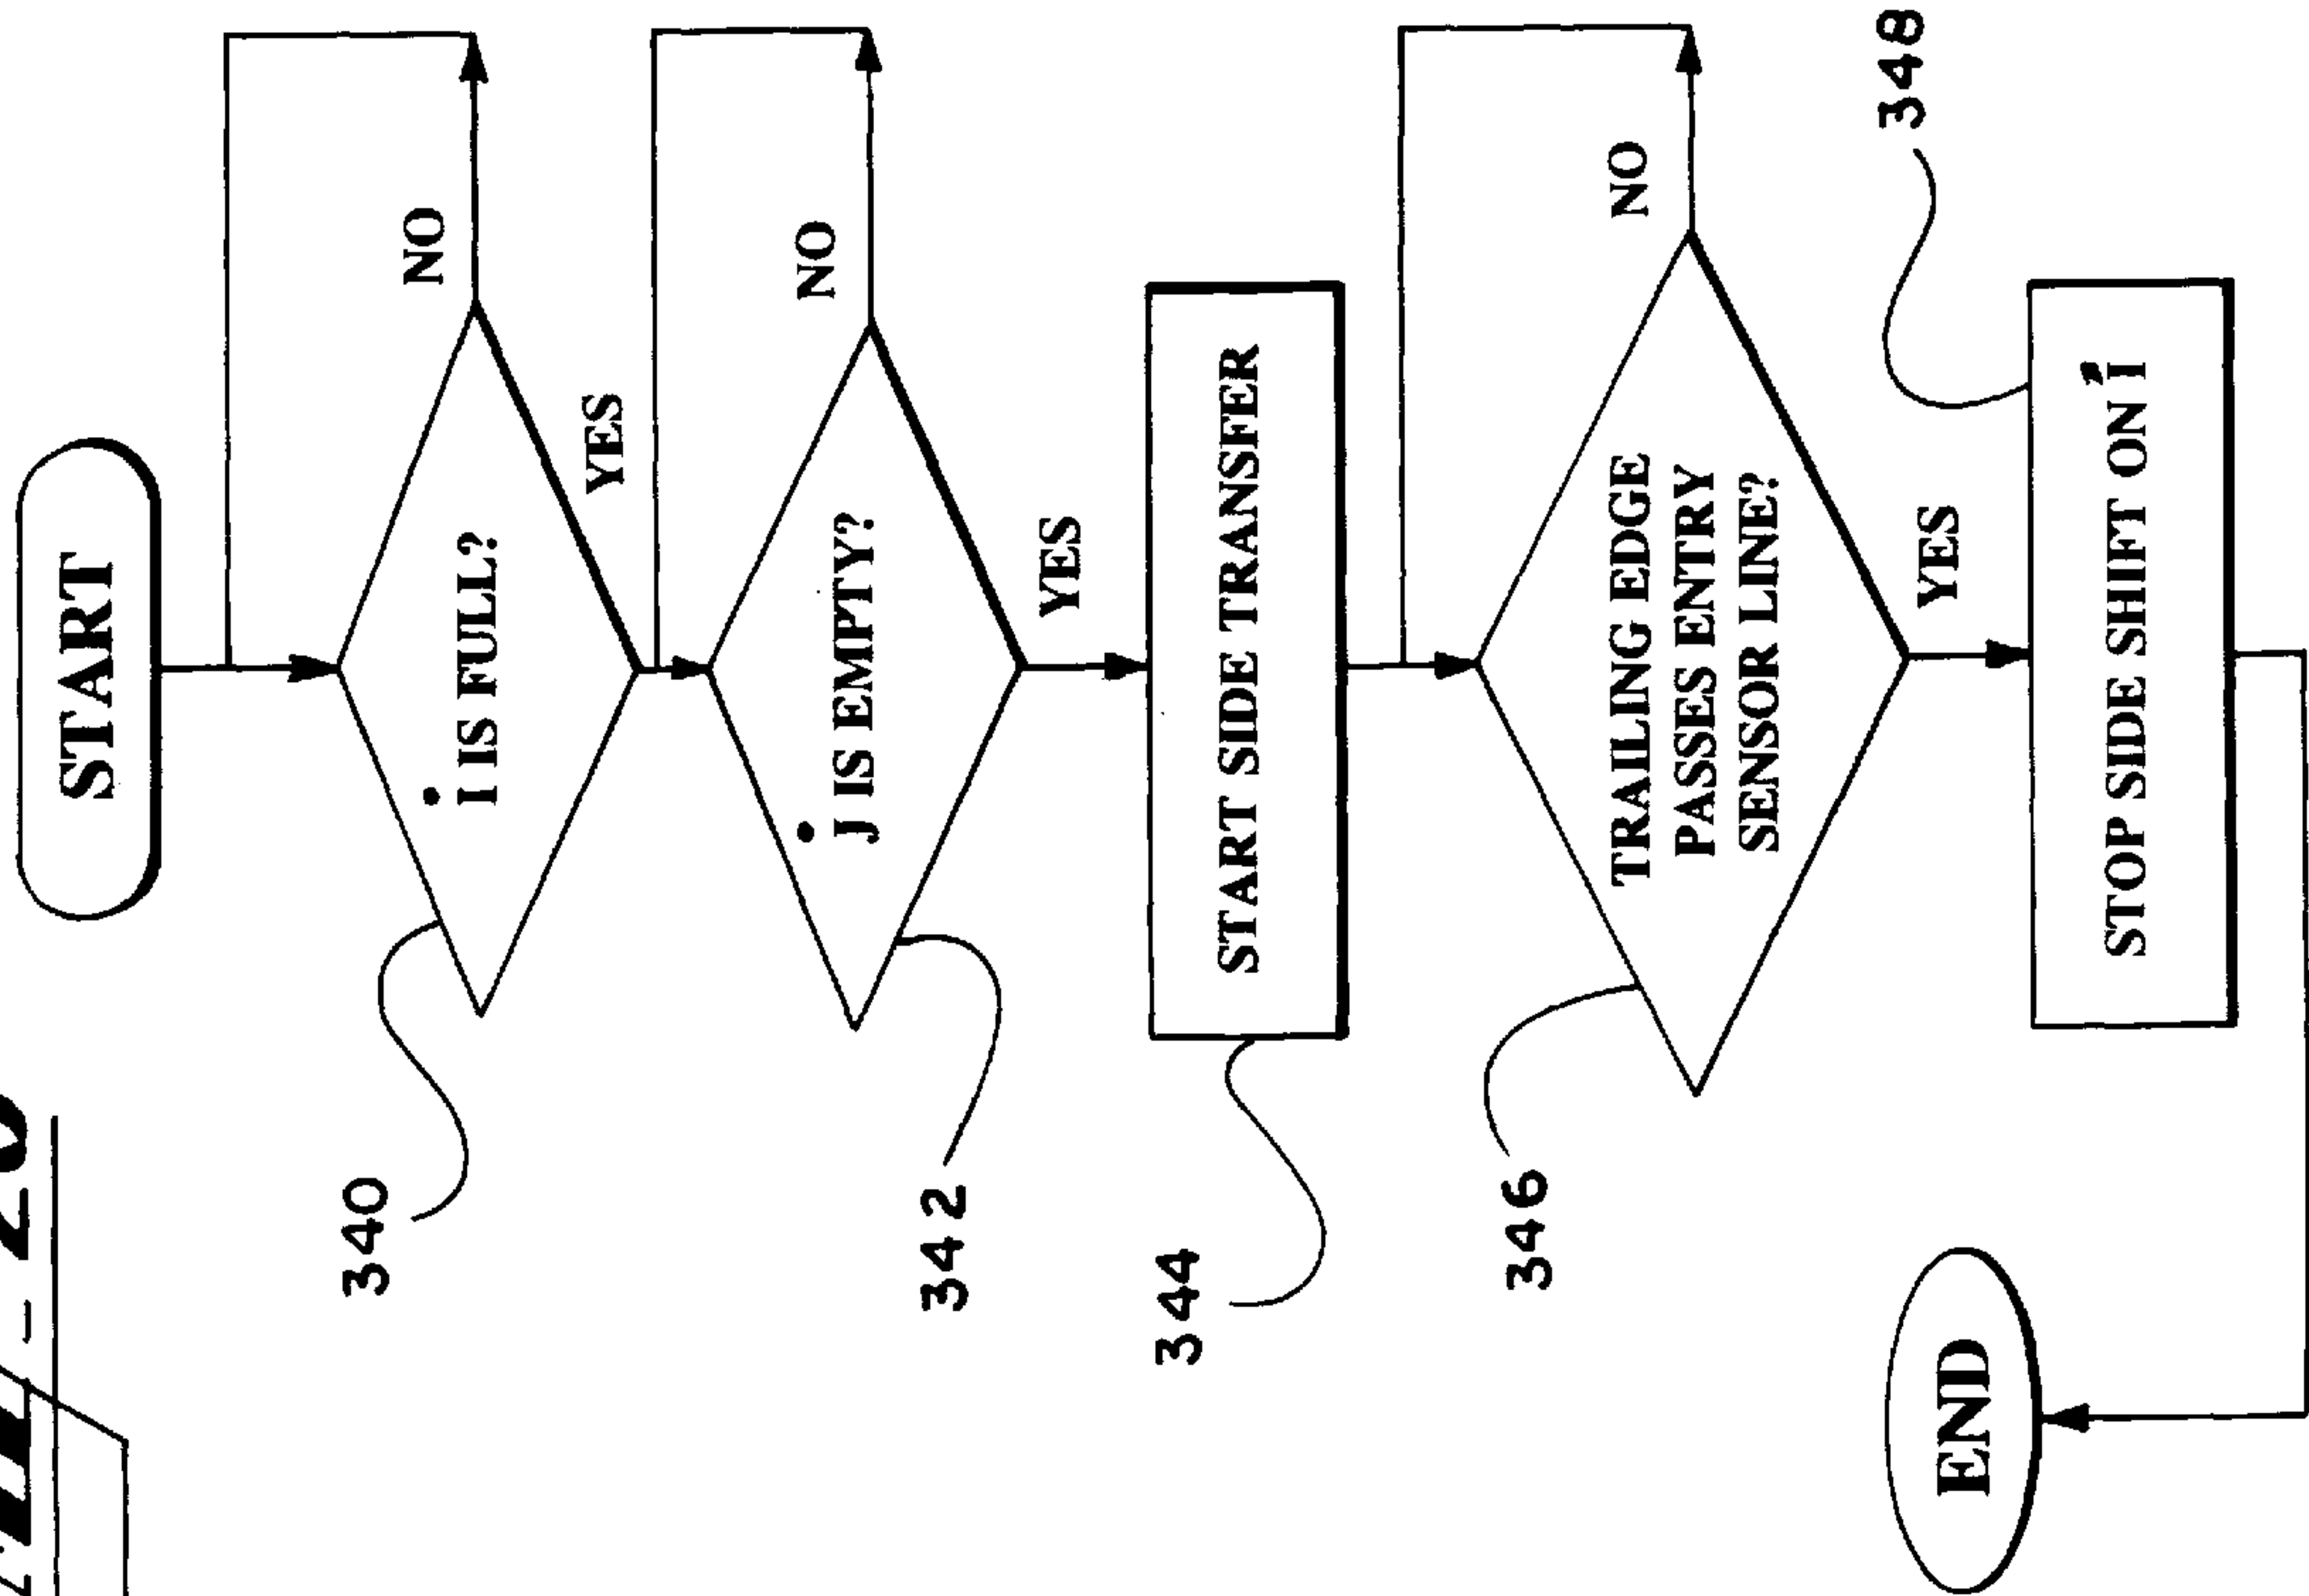 START
i IS FULL?
NO
340
YES
j IS EMPTY?
NO
342
YES
START SIDE TRANSFER
344
TRAILING EDGE
PASSES ENTRY
SENSOR LINE?
NO
346
YES
348
STOP SIDE SHIFT ON i
END